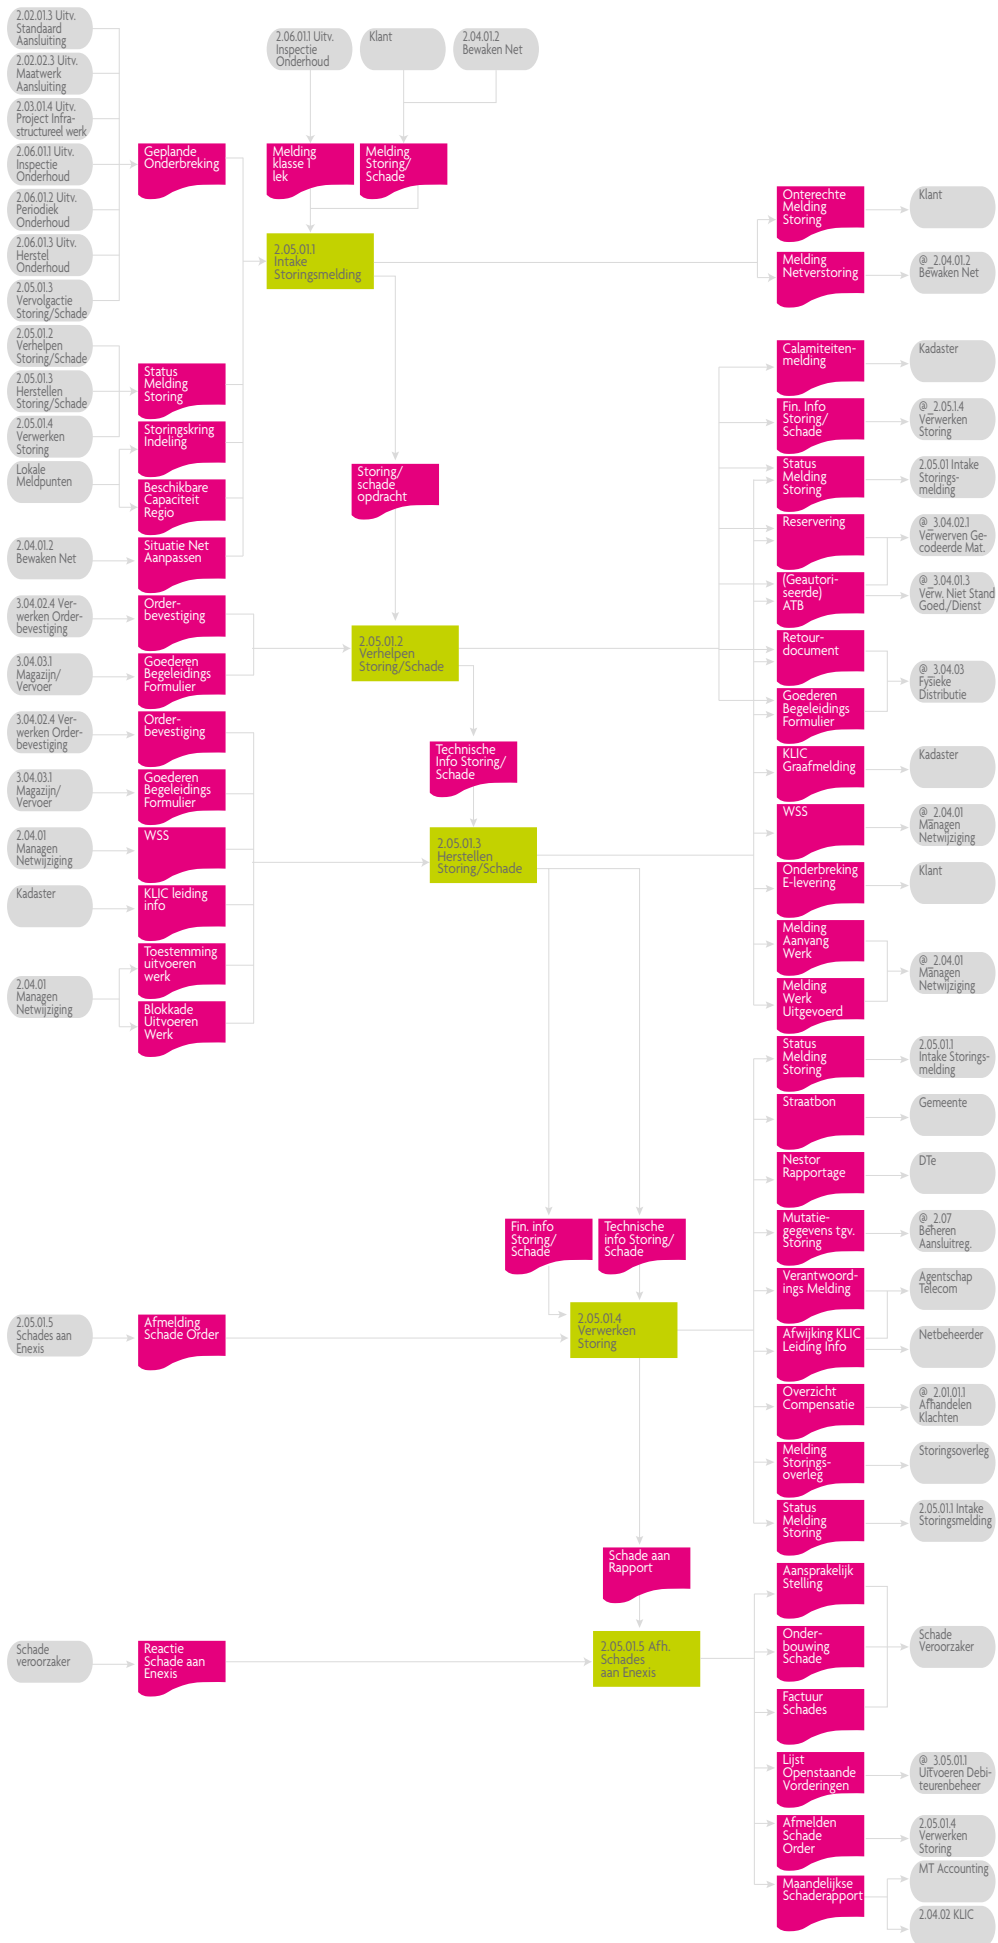 2.02.01.3 Uitv.
Standaard
Aansluiting
2.02.02.3 Uitv.
Maatwerk
Aansluiting
2.03.01.4 Uitv.
Project Infra-
structureel werk
2.06.01.1 Uitv.
Inspectie
Onderhoud
2.06.01.2 Uitv.
Periodiek
Onderhoud
2.06.01.3 Uitv.
Herstel
Onderhoud
2.05.01.3
Vervolgactie
Storing/Schade
2.05.01.2
Verhelpen
Storing/Schade
2.05.01.3
Herstellen
Storing/Schade
2.05.01.4
Verwerken
Storing
Lokale
Meldpunten
2.04.01.2
Bewaken Net
3.04.02.4 Ver-
werken Order-
bevestiging
3.04.03.1
Magazijn/
Vervoer
3.04.02.4 Ver-
werken Order-
bevestiging
3.04.03.1
Magazijn/
Vervoer
2.04.01
Managen
Netwijziging
Kadaster
2.04.01
Managen
Netwijziging
2.05.01.5
Schades aan
Enexis
Schade
veroorzaker
Geplande
Onderbreking
Status
Melding
Storing
Storingskring
Indeling
Beschikbare
Capaciteit
Regio
Situatie Net
Aanpassen
Order-
bevestiging
Goederen
Begeleidings
Formulier
Order-
bevestiging
Goederen
Begeleidings
Formulier
WSS
KLIC leiding
info
Toestemming
uitvoeren
werk
Blokkade
Uitvoeren
Werk
Afmelding
Schade Order
Reactie
Schade aan
Enexis
2.06.01.1 Uitv.
Inspectie
Onderhoud
Klant
2.04.01.2
Bewaken Net
Melding
klasse 1
lek
Melding
Storing/
Schade
2.05.01.1
Intake
Storingsmelding
Storing/
schade
opdracht
2.05.01.2
Verhelpen
Storing/Schade
Technische
Info Storing/
Schade
2.05.01.3
Herstellen
Storing/Schade
Fin. info
Storing/
Schade
Technische
info Storing/
Schade
2.05.01.4
Verwerken
Storing
Schade aan
Rapport
2.05.01.5 Afh.
Schades
aan Enexis
Onterechte
Melding
Storing
Melding
Netverstoring
Calamiteiten-
melding
Fin. Info
Storing/
Schade
Status
Melding
Storing
Reservering
(Geautori-
seerde)
ATB
Retour-
document
Goederen
Begeleidings
Formulier
KLIC
Graafmelding
WSS
Onderbreking
E-levering
Melding
Aanvang
Werk
Melding
Werk
Uitgevoerd
Status
Melding
Storing
Straatbon
Nestor
Rapportage
Mutatie-
gegevens tgv.
Storing
Verantwoord-
ings Melding
Afwijking KLIC
Leiding Info
Overzicht
Compensatie
Melding
Storings-
overleg
Status
Melding
Storing
Aansprakelijk
Stelling
Onder-
bouwing
Schade
Factuur
Schades
Lijst
Openstaande
Vorderingen
Afmelden
Schade
Order
Maandelijkse
Schaderapport
Klant
@_2.04.01.2
Bewaken Net
Kadaster
@_2.05.1.4
Verwerken
Storing
2.05.01 Intake
Storings-
melding
@_3.04.02.1
Verwerven Ge-
codeerde Mat.
@_3.04.01.3
Verw. Niet Stand
Goed./Dienst
@_3.04.03
Fysieke
Distributie
Kadaster
@_2.04.01
Managen
Netwijziging
Klant
@_2.04.01
Managen
Netwijziging
2.05.01.1
Intake Storings-
melding
Gemeente
DTe
@_2.07
Beheren
Aansluitreg.
Agentschap
Telecom
Netbeheerder
@_2.01.01.1
Afhandelen
Klachten
Storingsoverleg
2.05.01.1 Intake
Storingsmelding
Schade
Veroorzaker
@_3.05.01.1
Uitvoeren Debi-
teurenbeheer
2.05.01.4
Verwerken
Storing
MT Accounting
2.04.02 KLIC